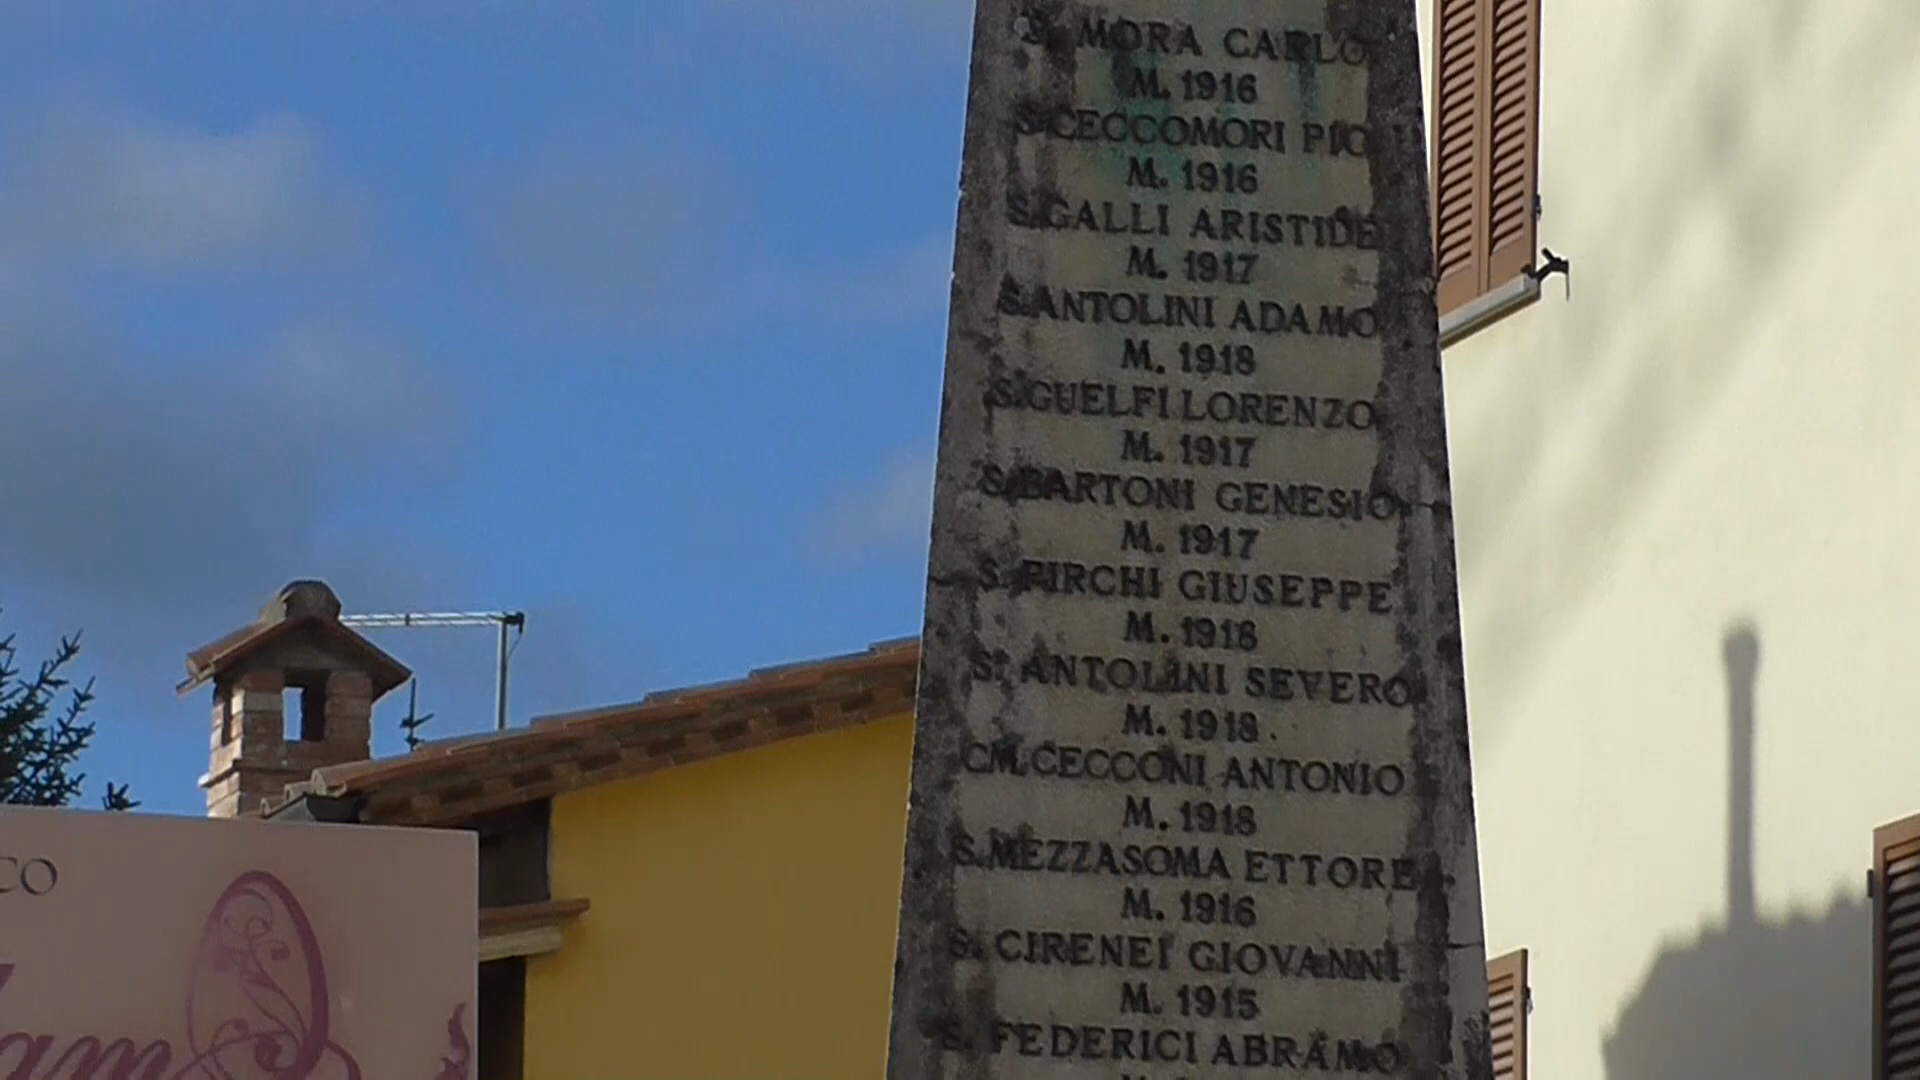 S. MORA CARLO
M. 1916
S. CECCOMORI PIO
M. 1916
S. GALLI ARISTIDE
M. 1917
S. ANTOLINI ADAMO
M. 1918
S. GUELFI LORENZO
M. 1917
S. BARTONI GENESIO
M. 1917
S. PIRCHI GIUSEPPE
M. 1918
S. ANTOLINI SEVERO
M. 1918
CM. CECCONI ANTONIO
M. 1918
S. MEZZASOMA ETTORE
M. 1916
S. CIRENEI GIOVANNI
M. 1915
S. FEDERICI ABRAMO